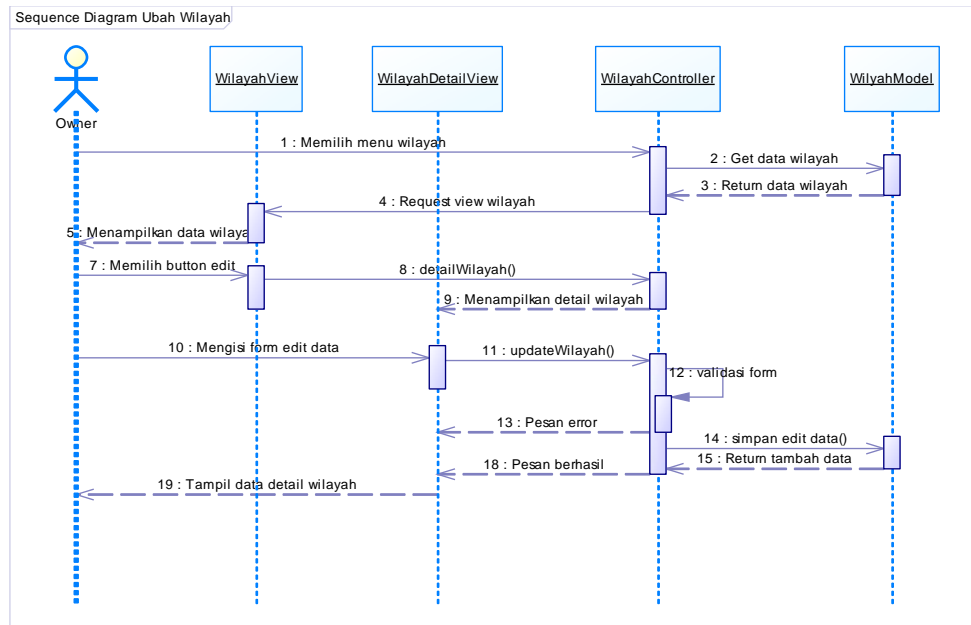 Sequence Diagram Ubah Wilayah
WilayahView
WilayahDetailView
WilayahController
WilyahModel
Owner
1 : Memilih menu wilayah
2 : Get data wilayah
3 : Return data wilayah
4 : Request view wilayah
5 : Menampilkan data wilaya
7 : Memilih button edit
8 : detailWilayah()
9 : Menampilkan detail wilayah
10 : Mengisi form edit data
11 : updateWilayah()
12 : validasi form
13 : Pesan error
14 : simpan edit data()
15 : Return tambah data
18 : Pesan berhasil
19 : Tampil data detail wilayah